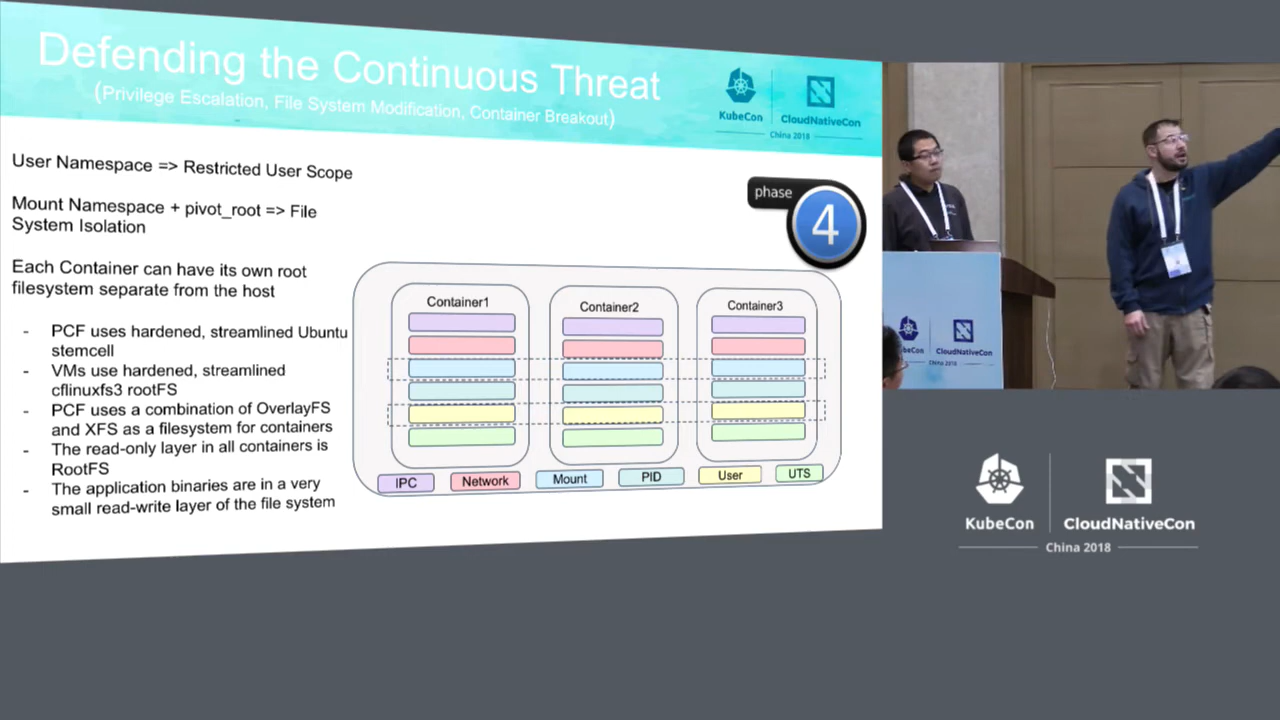 Defending the Continuous Threat
(Privilege Escalation, File System Modification, Container Breakout)
KubeCon
CloudNativeCon
China 2018
User Namespace => Restricted User Scope
Mount Namespace + pivot_root => File
System Isolation
Each Container can have its own root
filesystem separate from the host
- PCF uses hardened, streamlined Ubuntu
stemcell
- VMs use hardened, streamlined
cflinuxfs3 rootFS
- PCF uses a combination of OverlayFS
and XFS as a filesystem for containers
- The read-only layer in all containers is
RootFS
- The application binaries are in a very
small read-write layer of the file system
phase
4
Container1
Container2
Container3
IPC
Network
Mount
PID
User
UTS
KubeCon
CloudNativeCon
China 2018
KubeCon
CloudNativeCon
China 2018